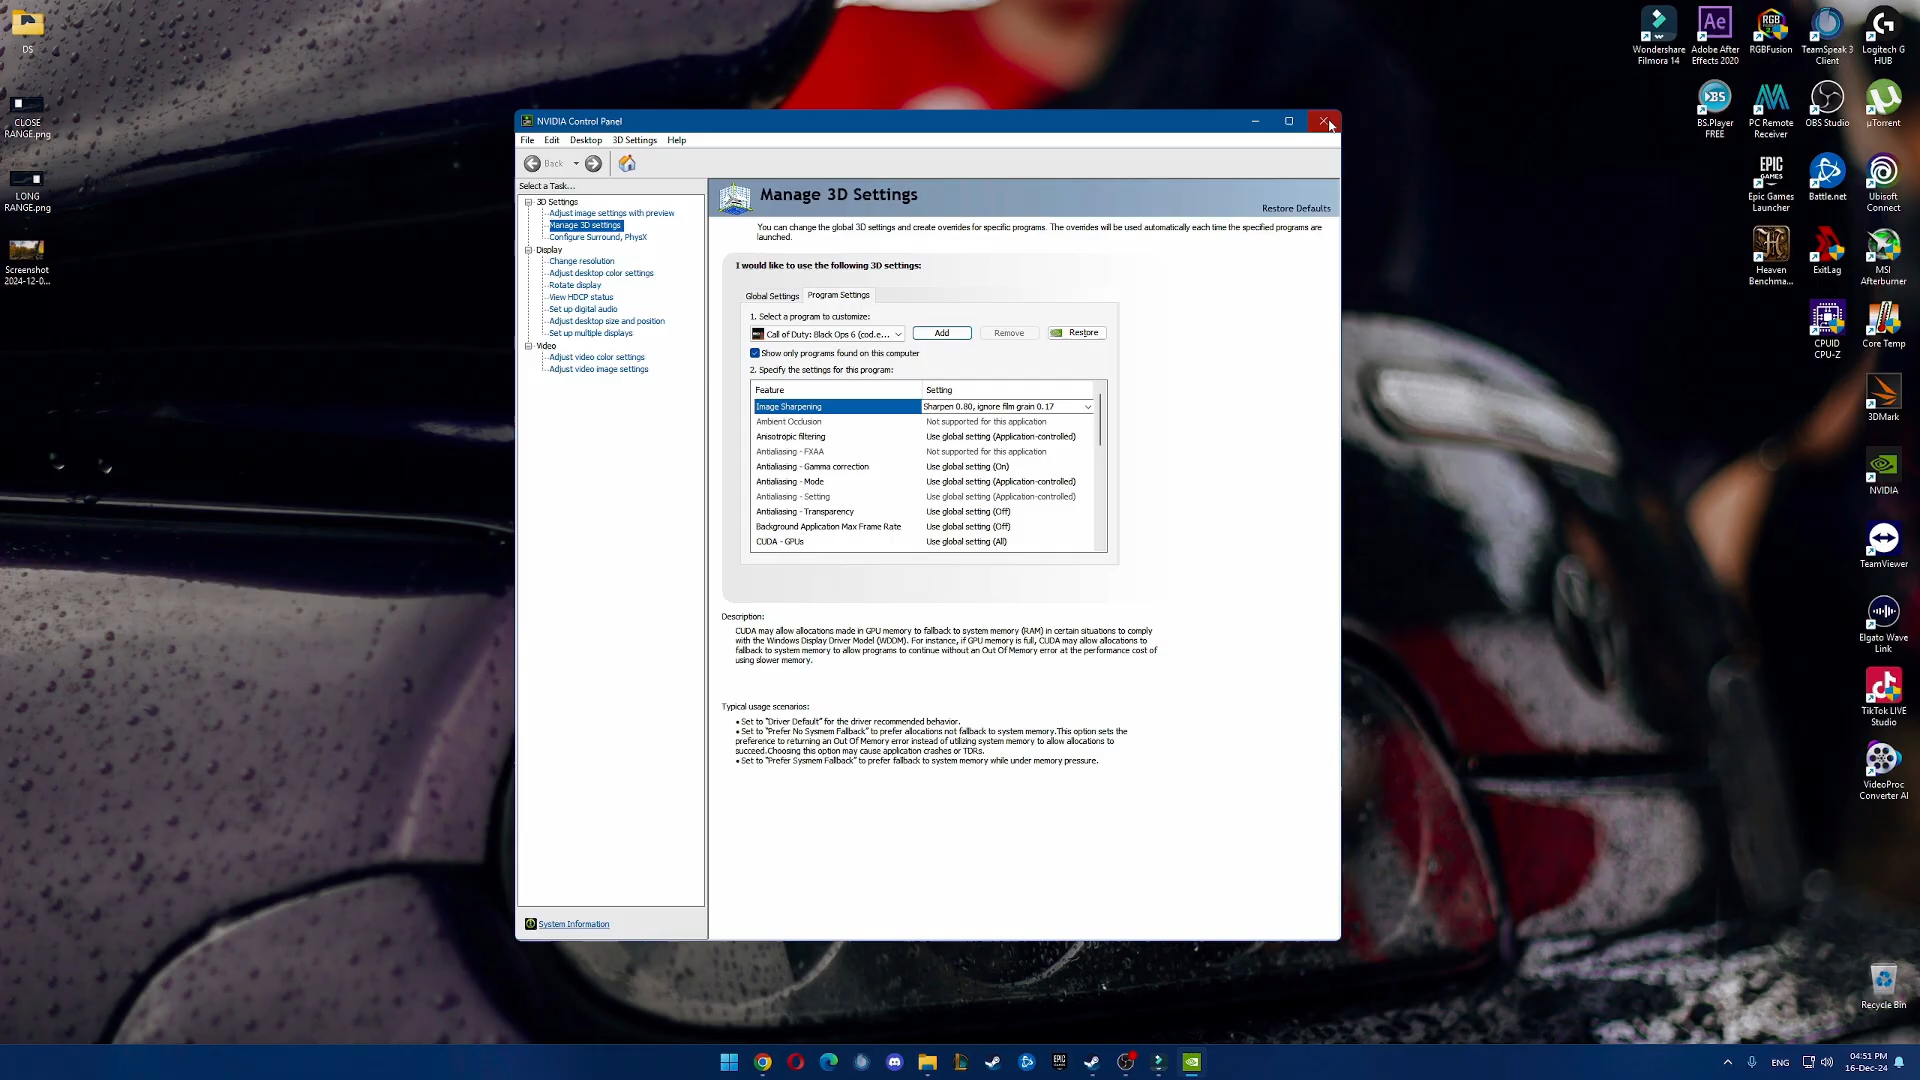 DS
CLOSE
RANGE.png
LONG
RANGE.png
Screenshot
2024-12-0...
NVIDIA Control Panel
File Edit Desktop 3D Settings Help
Back
Select a Task...
3D Settings
Adjust image settings with preview
Manage 3D settings
Configure Surround, PhysX
Display
Change resolution
Adjust desktop color settings
Rotate display
View HDCP status
Set up digital audio
Adjust desktop size and position
Set up multiple displays
Video
Adjust video color settings
Adjust video image settings
System Information
Manage 3D Settings
Restore Defaults
You can change the global 3D settings and create overrides for specific programs. The overrides will be used automatically each time the specified programs are
launched.
I would like to use the following 3D settings:
Global Settings Program Settings
1. Select a program to customize:
Call of Duty: Black Ops 6 (cod.e... Add Remove Restore
Show only programs found on this computer
2. Specify the settings for this program:
Feature Setting
Image Sharpening Sharpen 0.80, ignore film grain 0.17
Ambient Occlusion Not supported for this application
Anisotropic filtering Use global setting (Application-controlled)
Antialiasing - FXAA Not supported for this application
Antialiasing - Gamma correction Use global setting (On)
Antialiasing - Mode Use global setting (Application-controlled)
Antialiasing - Setting Use global setting (Application-controlled)
Antialiasing - Transparency Use global setting (Off)
Background Application Max Frame Rate Use global setting (Off)
CUDA - GPUs Use global setting (All)
Description:
CUDA may allow allocations made in GPU memory to fallback to system memory (RAM) in certain situations to comply
with the Windows Display Driver Model (WDDM). For instance, if GPU memory is full, CUDA may allow allocations to
fallback to system memory to allow programs to continue without an Out Of Memory error at the performance cost of
using slower memory.
Typical usage scenarios:
• Set to "Driver Default" for the driver recommended behavior.
• Set to "Prefer No Sysmem Fallback" to prefer allocations not fallback to system memory.This option sets the
preference to returning an Out Of Memory error instead of utilizing system memory to allow allocations to
succeed.Choosing this option may cause application crashes or TDRs.
• Set to "Prefer Sysmem Fallback" to prefer fallback to system memory while under memory pressure.
Wondershare
Filmora 14
Adobe After
Effects 2020
RGBFusion
TeamSpeak 3
Client
Logitech G
HUB
BS.Player
FREE
PC Remote
Receiver
OBS Studio
µTorrent
Epic Games
Launcher
Battle.net
Ubisoft
Connect
Heaven
Benchma...
ExitLag
MSI
Afterburner
CPUID
CPU-Z
Core Temp
3DMark
NVIDIA
TeamViewer
Elgato Wave
Link
TikTok LIVE
Studio
VideoProc
Converter AI
Recycle Bin
ENG
04:51 PM
16-Dec-24